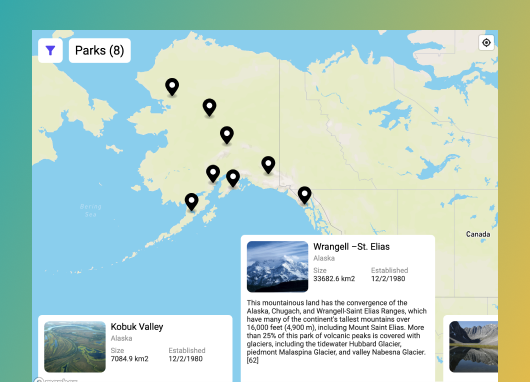 Parks (8)
Bering
Sea
Canada
Wrangell –St. Elias
Alaska
Size
Established
33682.6 km2
12/2/1980
This mountainous land has the convergence of the
Alaska, Chugach, and Wrangell-Saint Elias Ranges, which
have many of the continent's tallest mountains over
16,000 feet (4,900 m), including Mount Saint Elias. More
than 25% of this park of volcanic peaks is covered with
glaciers, including the tidewater Hubbard Glacier,
piedmont Malaspina Glacier, and valley Nabesna Glacier.
[62]
Kobuk Valley
Alaska
Size
Established
7084.9 km2
12/2/1980